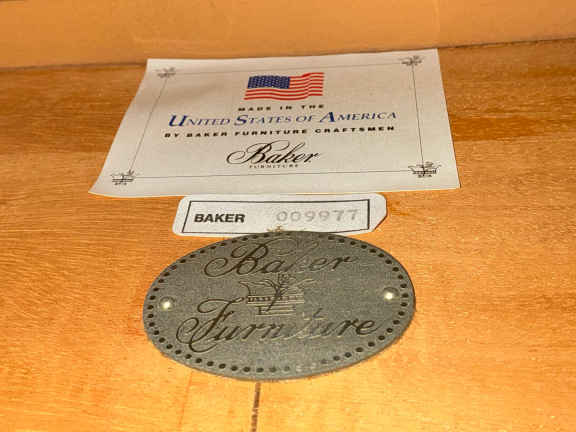 MADE IN THE
UNITED STATES OF AMERICA
BY BAKER FURNITURE CRAFTSMEN
Baker
FURNITURE
BAKER 009977
Baker
Furniture